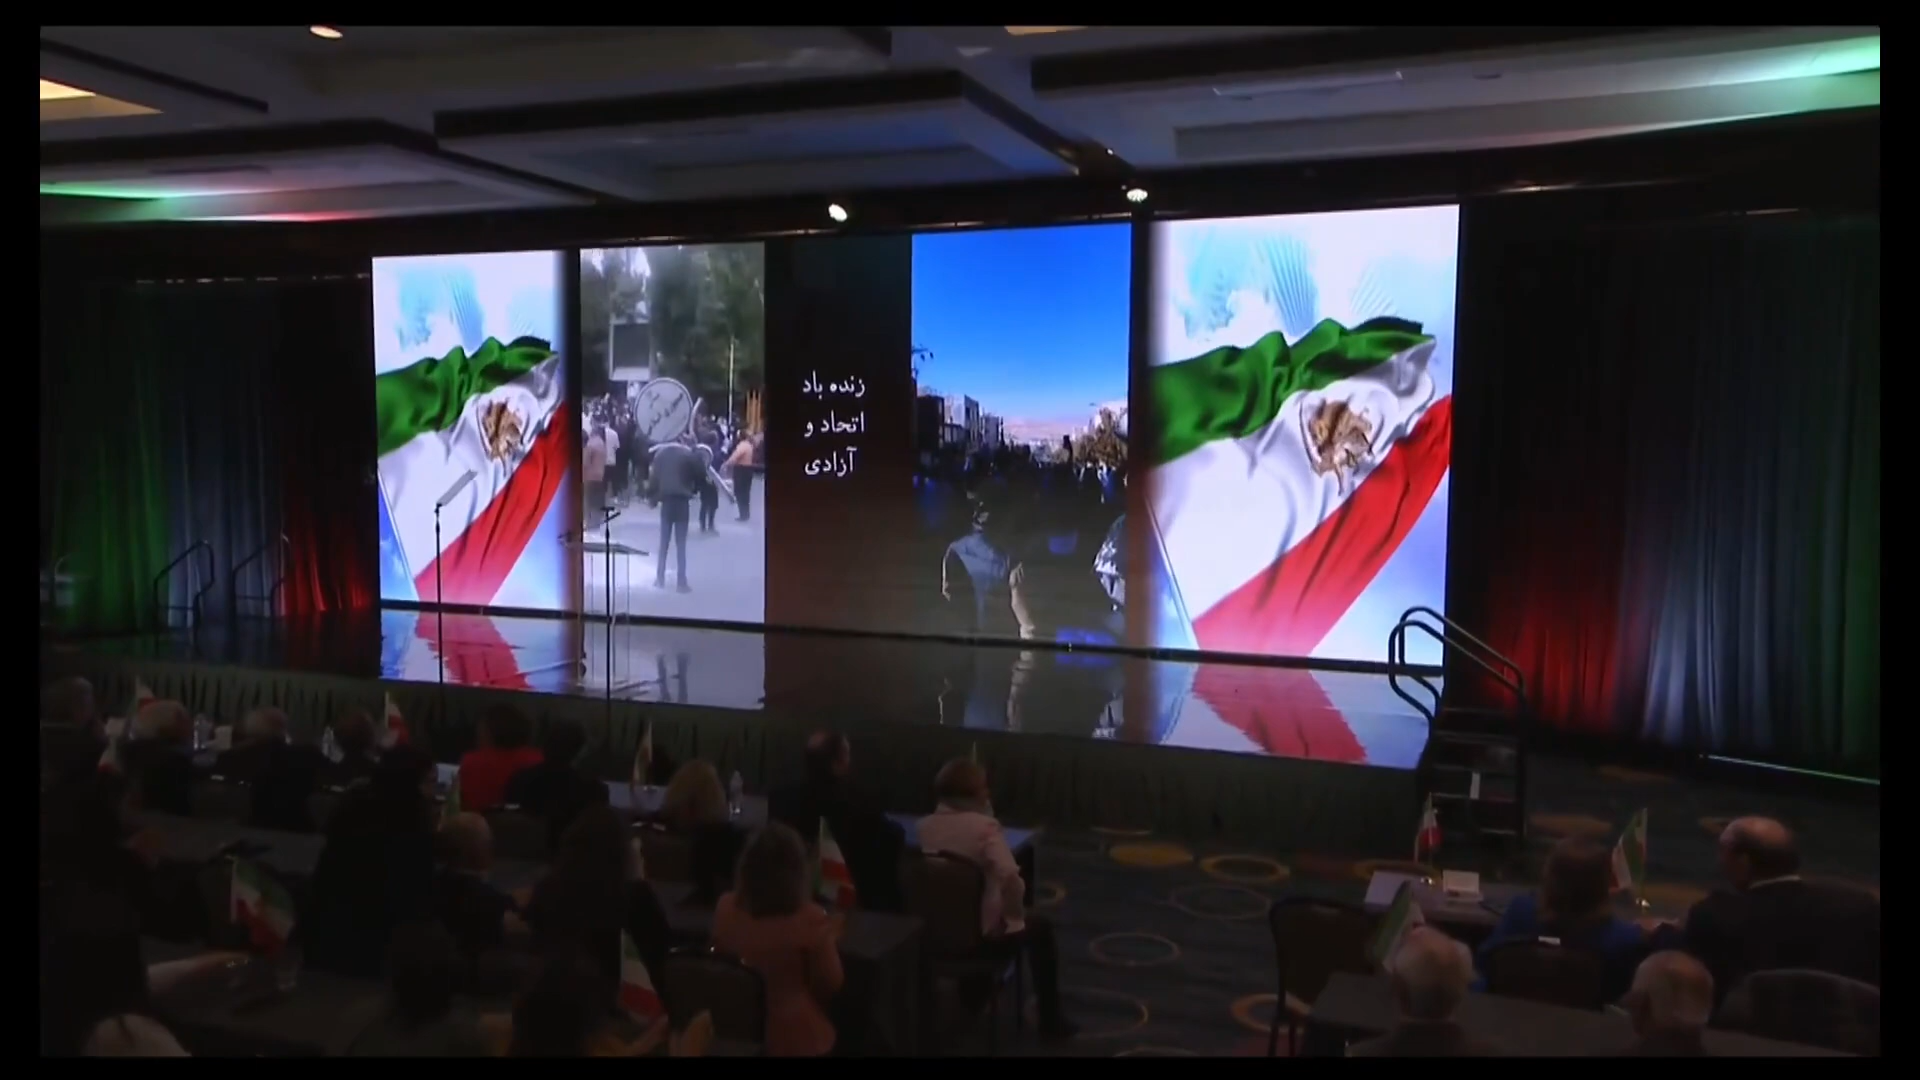 زنده باد
اتحاد و
آزادی